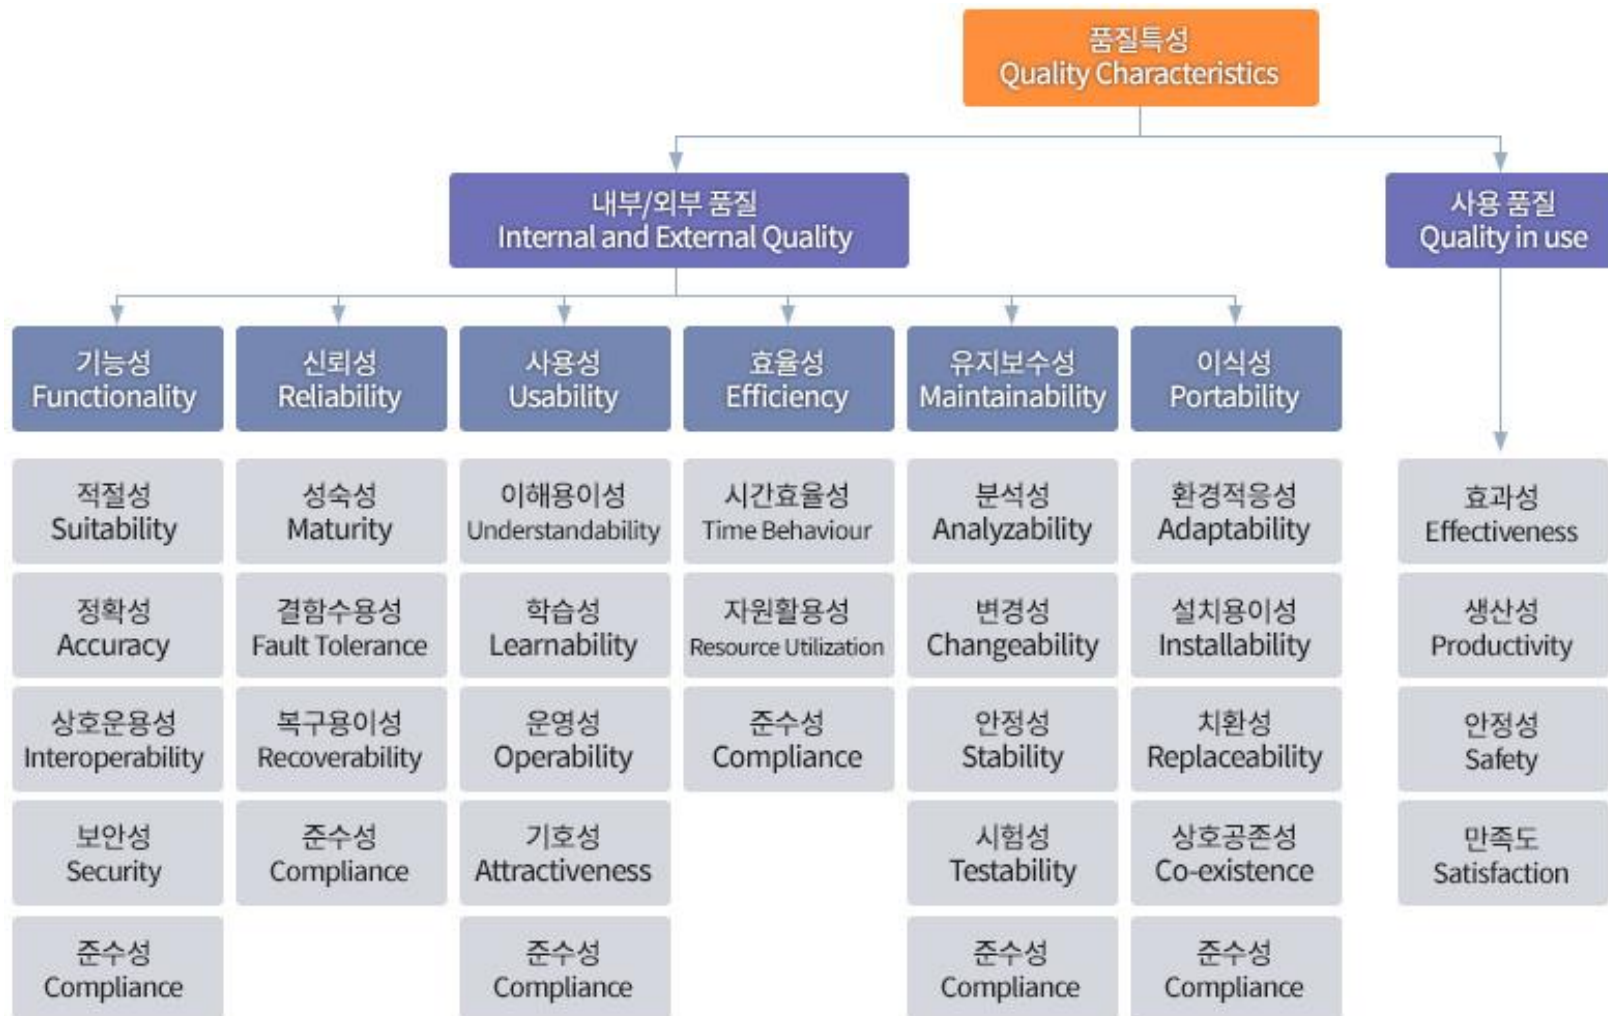 품질특성
Quality Characteristics
내부/외부 품질
Internal and External Quality
사용 품질
Quality in use
기능성
Functionality
신뢰성
Reliability
사용성
Usability
효율성
Efficiency
유지보수성
Maintainability
이식성
Portability
적절성
Suitability
성숙성
Maturity
이해용이성
Understandability
시간효율성
Time Behaviour
분석성
Analyzability
환경적응성
Adaptability
효과성
Effectiveness
정확성
Accuracy
결함수용성
Fault Tolerance
학습성
Learnability
자원활용성
Resource Utilization
변경성
Changeability
설치용이성
Installability
생산성
Productivity
상호운용성
Interoperability
복구용이성
Recoverability
운영성
Operability
준수성
Compliance
안정성
Stability
치환성
Replaceability
안정성
Safety
보안성
Security
준수성
Compliance
기호성
Attractiveness
시험성
Testability
상호공존성
Co-existence
만족도
Satisfaction
준수성
Compliance
준수성
Compliance
준수성
Compliance
준수성
Compliance